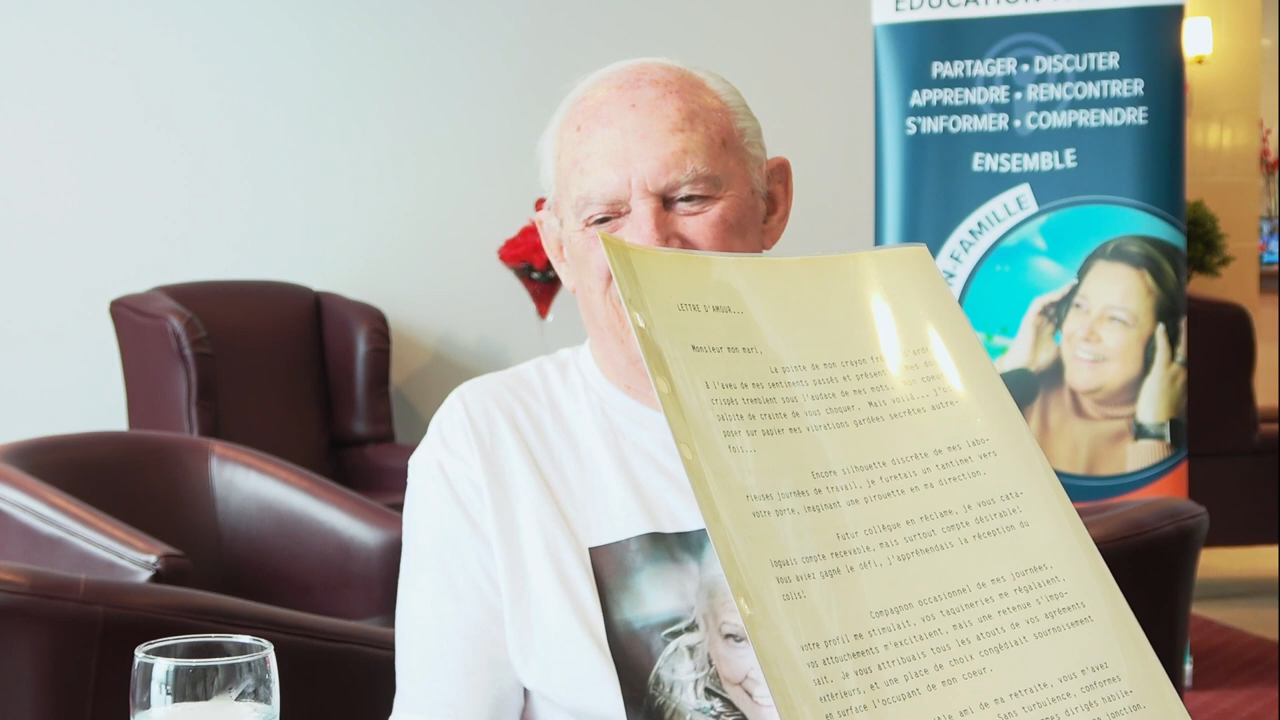 ÉDUCATION
PARTAGER • DISCUTER
APPRENDRE • RENCONTRER
S'INFORMER • COMPRENDRE
ENSEMBLE
N-FAMILLE
LETTRE D'AMOUR...
Monsieur mon mari,
La pointe de mon crayon
à l'aveu de mes sentiments passés et présents
crispés tremblent sous l'audace de mes mots, mon coeur
palpite de crainte de vous choquer. Mais voilà... j'
poser sur papier mes vibrations gardées secrètes autre-
fois...
Encore silhouette discrète de mes labo-
rieuses journées de travail, je furetais un tantinet vers
votre porte, imaginant une pirouette en ma direction.
Futur collègue en réclame, je vous cata-
loguais compte recevable, mais surtout compte désirable!
Vous aviez gagné le défi, j'appréhendais la réception du
colis!
Compagnon occasionnel de mes journées,
votre profil me stimulait, vos taquineries me régalaient,
vos attouchements m'excitaient, mais une retenue s'impo-
sait. Je vous attribuais tous les atouts de vos agréments
extérieurs, et une place de choix congédiait sournoisement
en surface l'occupant de mon coeur.
ami de ma retraite, vous m'avez
Sans turbulence, conformes
dirigés habile-
jonction.